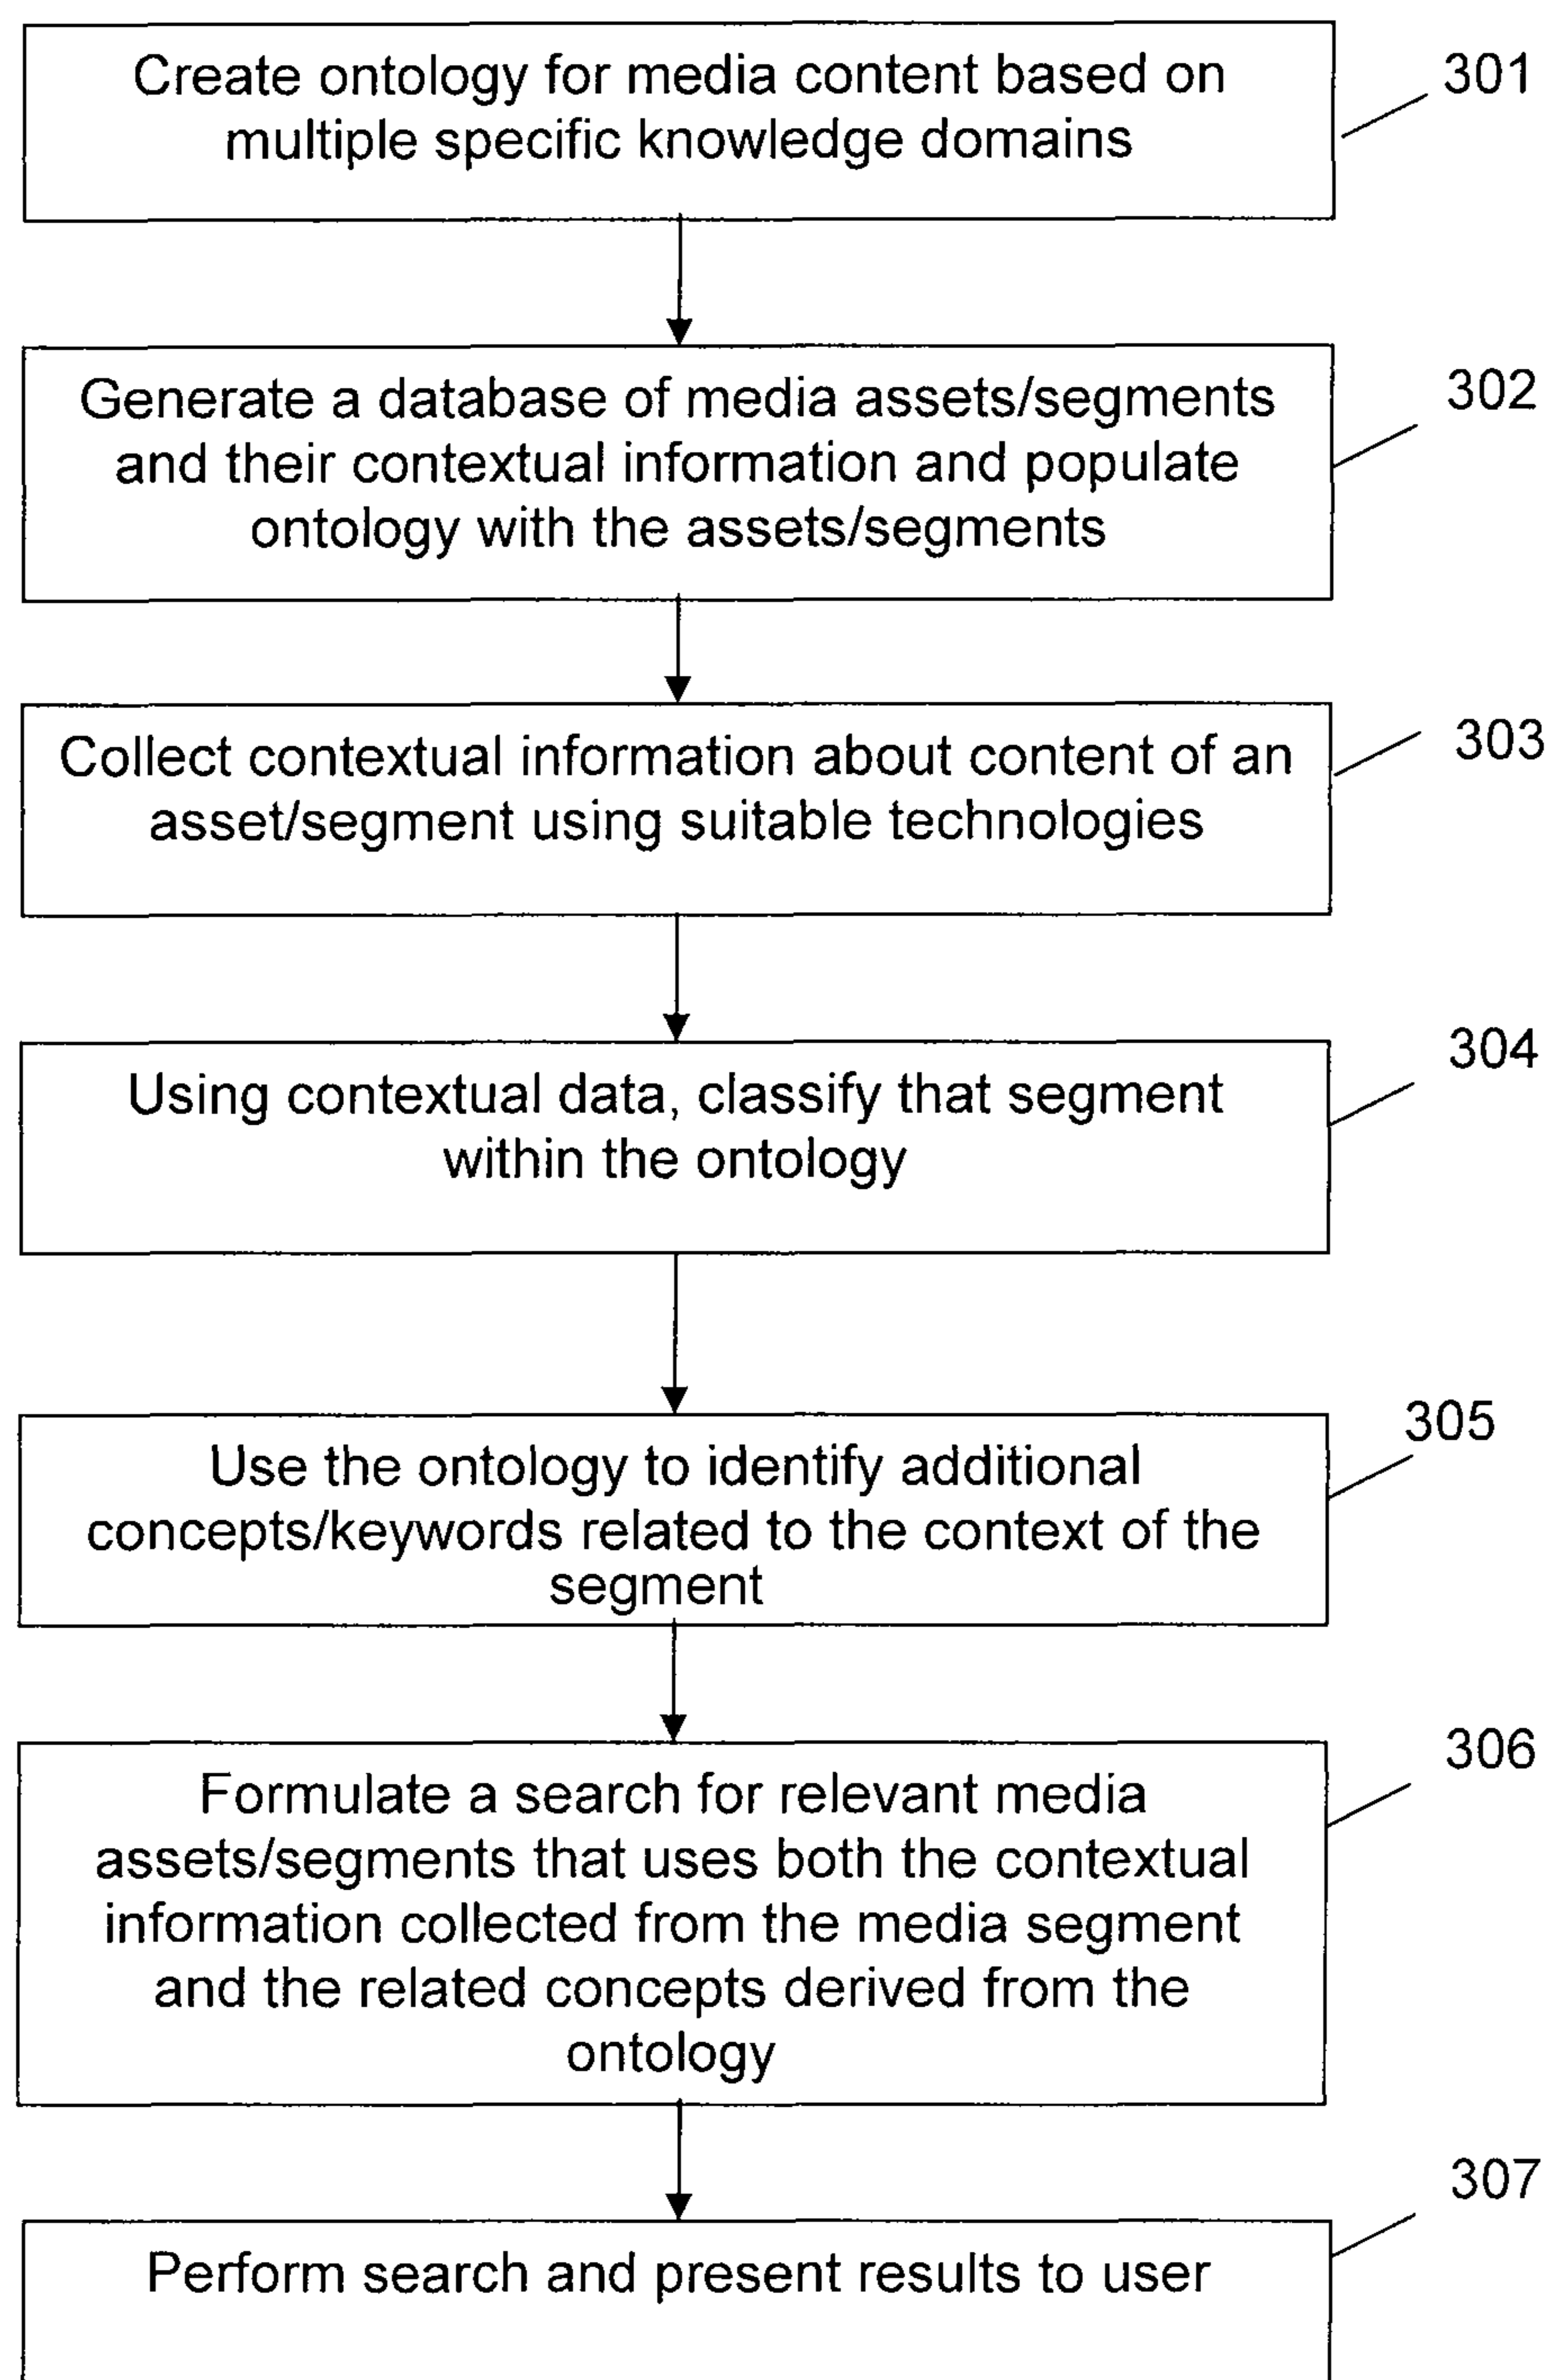 Create ontology for media content based on
multiple specific knowledge domains
301
Generate a database of media assets/segments
and their contextual information and populate
ontology with the assets/segments
302
Collect contextual information about content of an
asset/segment using suitable technologies
303
Using contextual data, classify that segment
within the ontology
304
Use the ontology to identify additional
concepts/keywords related to the context of the
segment
305
Formulate a search for relevant media
assets/segments that uses both the contextual
information collected from the media segment
and the related concepts derived from the
ontology
306
Perform search and present results to user
307